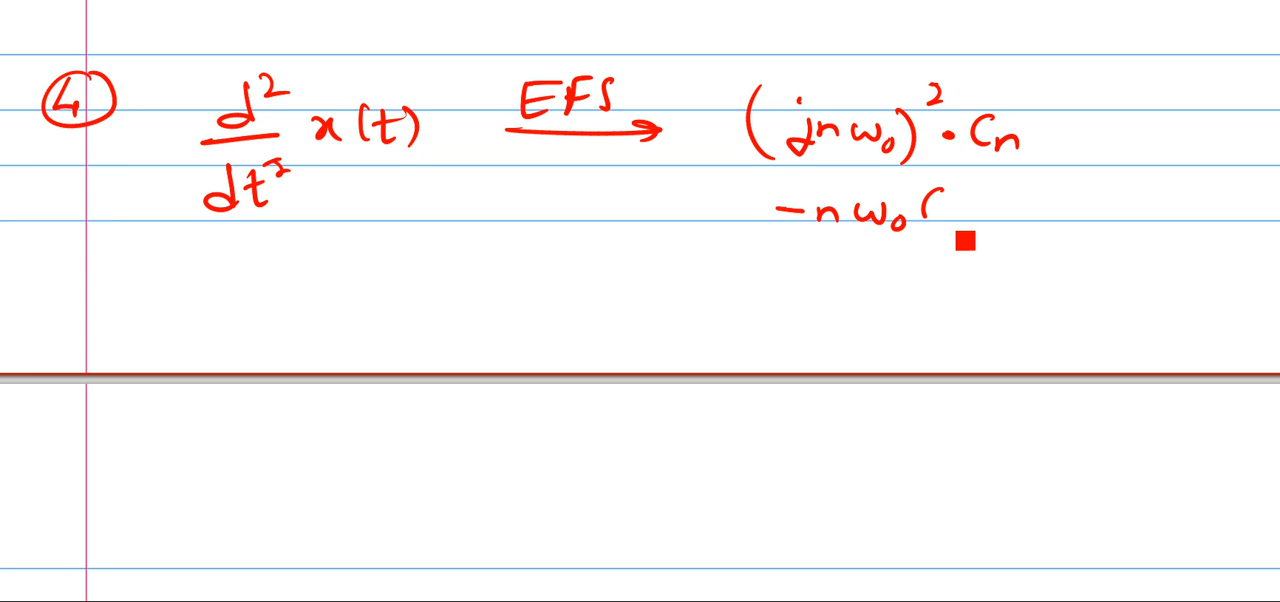 ④ d²/dt² x(t) EFS → (jnω₀)² · Cₙ
-nω₀(